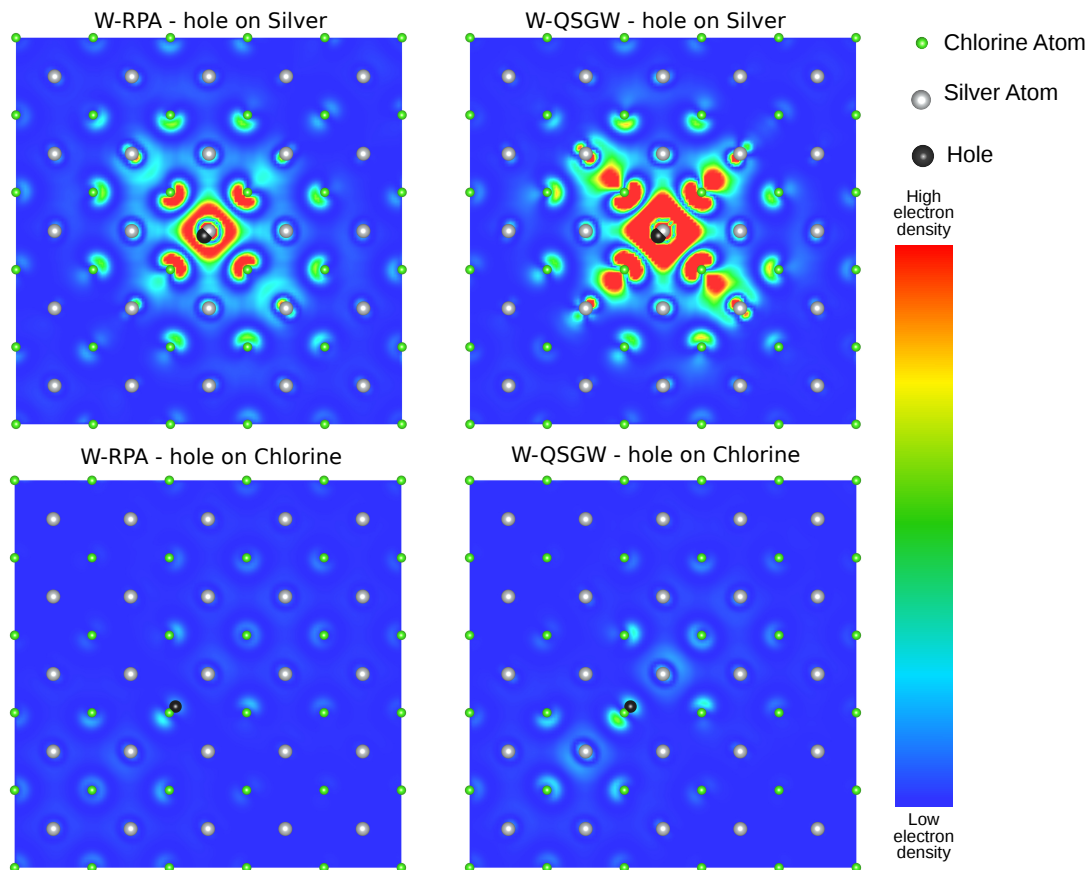 W-RPA - hole on Silver
W-QSGW - hole on Silver
Chlorine Atom
Silver Atom
Hole
High
electron
density
W-RPA - hole on Chlorine
W-QSGW - hole on Chlorine
Low
electron
density